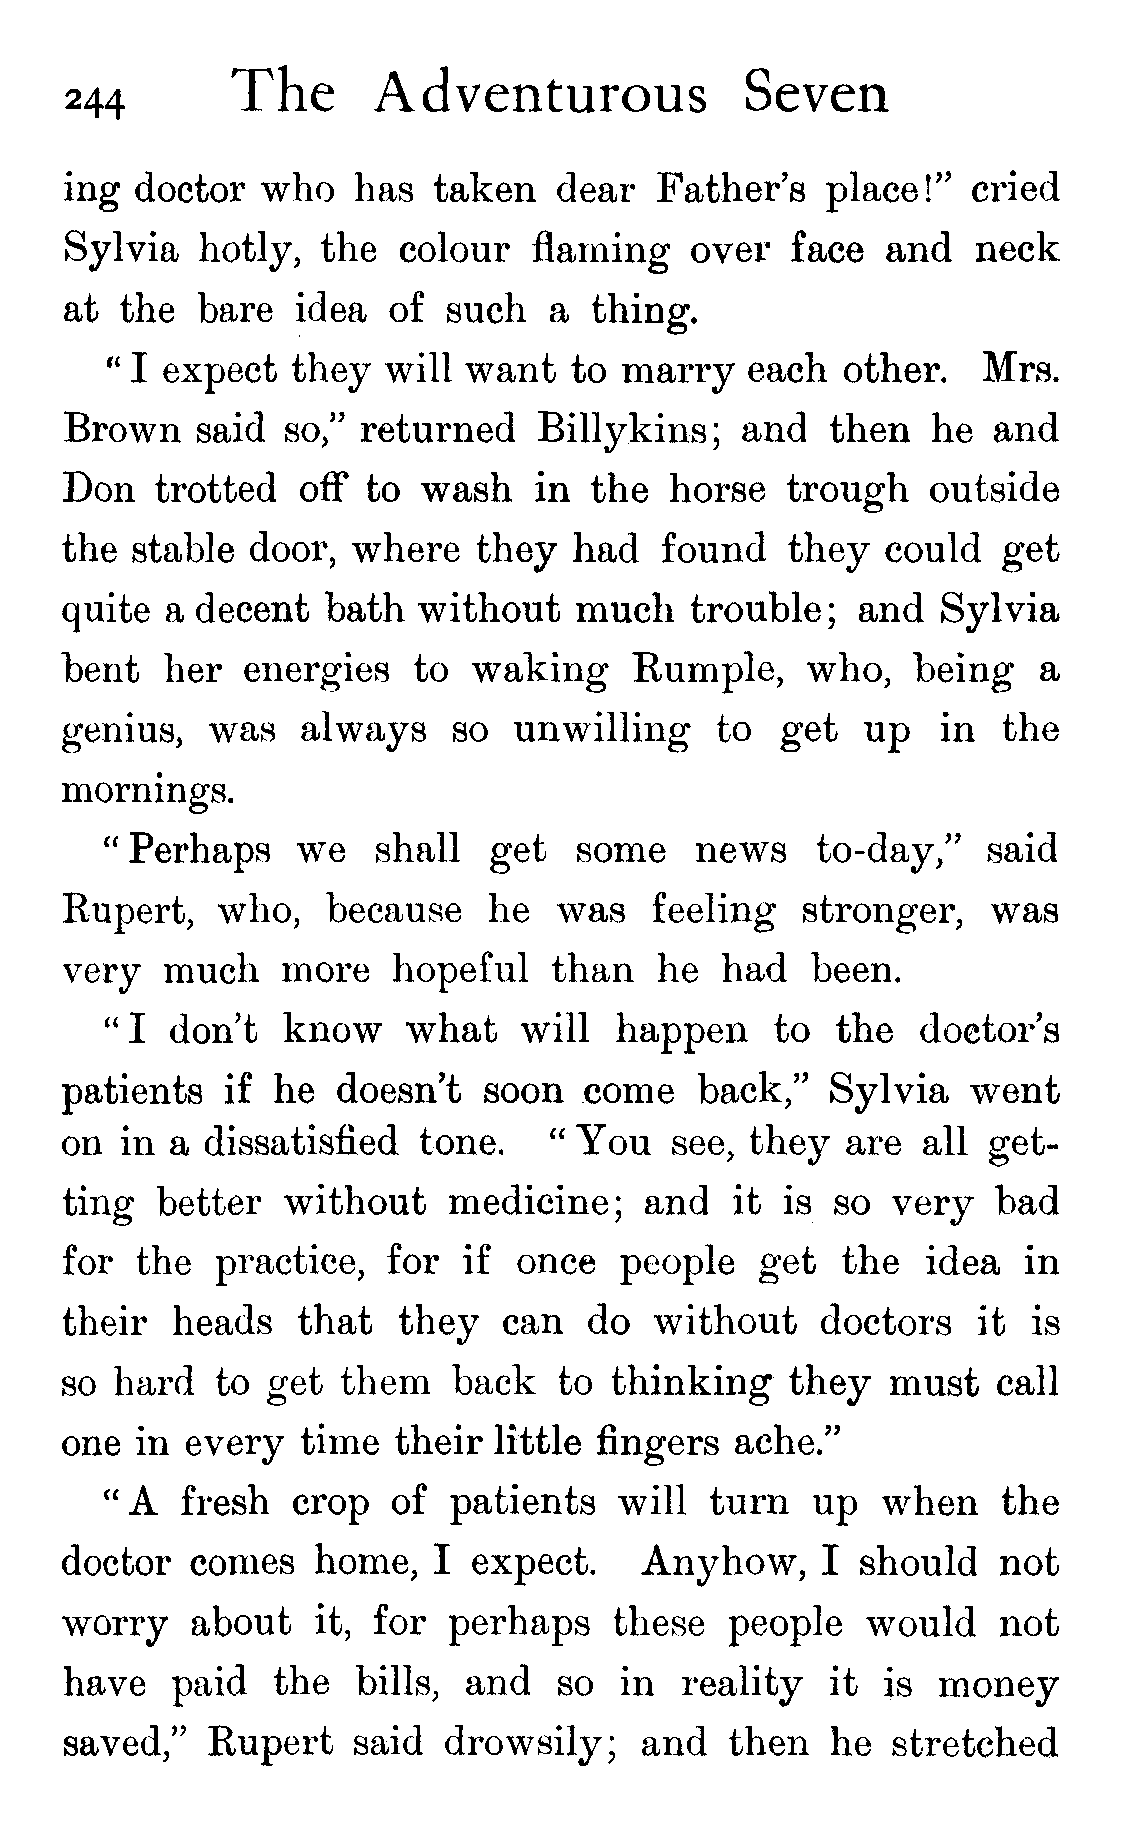 244 The Adventurous Seven
ing doctor who has taken dear Father's place!" cried
Sylvia hotly, the colour flaming over face and neck
at the bare idea of such a thing.
"I expect they will want to marry each other. Mrs.
Brown said so," returned Billykins; and then he and
Don trotted off to wash in the horse trough outside
the stable door, where they had found they could get
quite a decent bath without much trouble; and Sylvia
bent her energies to waking Rumple, who, being a
genius, was always so unwilling to get up in the
mornings.
"Perhaps we shall get some news to-day," said
Rupert, who, because he was feeling stronger, was
very much more hopeful than he had been.
"I don't know what will happen to the doctor's
patients if he doesn't soon come back," Sylvia went
on in a dissatisfied tone. "You see, they are all get-
ting better without medicine; and it is so very bad
for the practice, for if once people get the idea in
their heads that they can do without doctors it is
so hard to get them back to thinking they must call
one in every time their little fingers ache."
"A fresh crop of patients will turn up when the
doctor comes home, I expect. Anyhow, I should not
worry about it, for perhaps these people would not
have paid the bills, and so in reality it is money
saved," Rupert said drowsily; and then he stretched